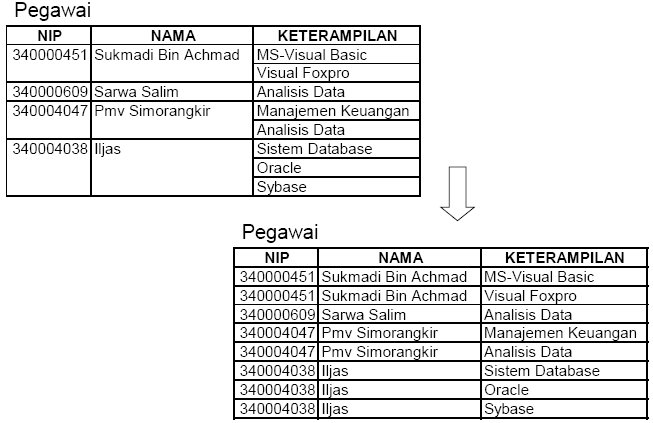 Pegawai
NIP NAMA KETERAMPILAN
340000451 Sukmadi Bin Achmad MS-Visual Basic
Visual Foxpro
340000609 Sarwa Salim Analisis Data
340004047 Pmv Simorangkir Manajemen Keuangan
Analisis Data
340004038 Iljas Sistem Database
Oracle
Sybase
Pegawai
NIP NAMA KETERAMPILAN
340000451 Sukmadi Bin Achmad MS-Visual Basic
340000451 Sukmadi Bin Achmad Visual Foxpro
340000609 Sarwa Salim Analisis Data
340004047 Pmv Simorangkir Manajemen Keuangan
340004047 Pmv Simorangkir Analisis Data
340004038 Iljas Sistem Database
340004038 Iljas Oracle
340004038 Iljas Sybase